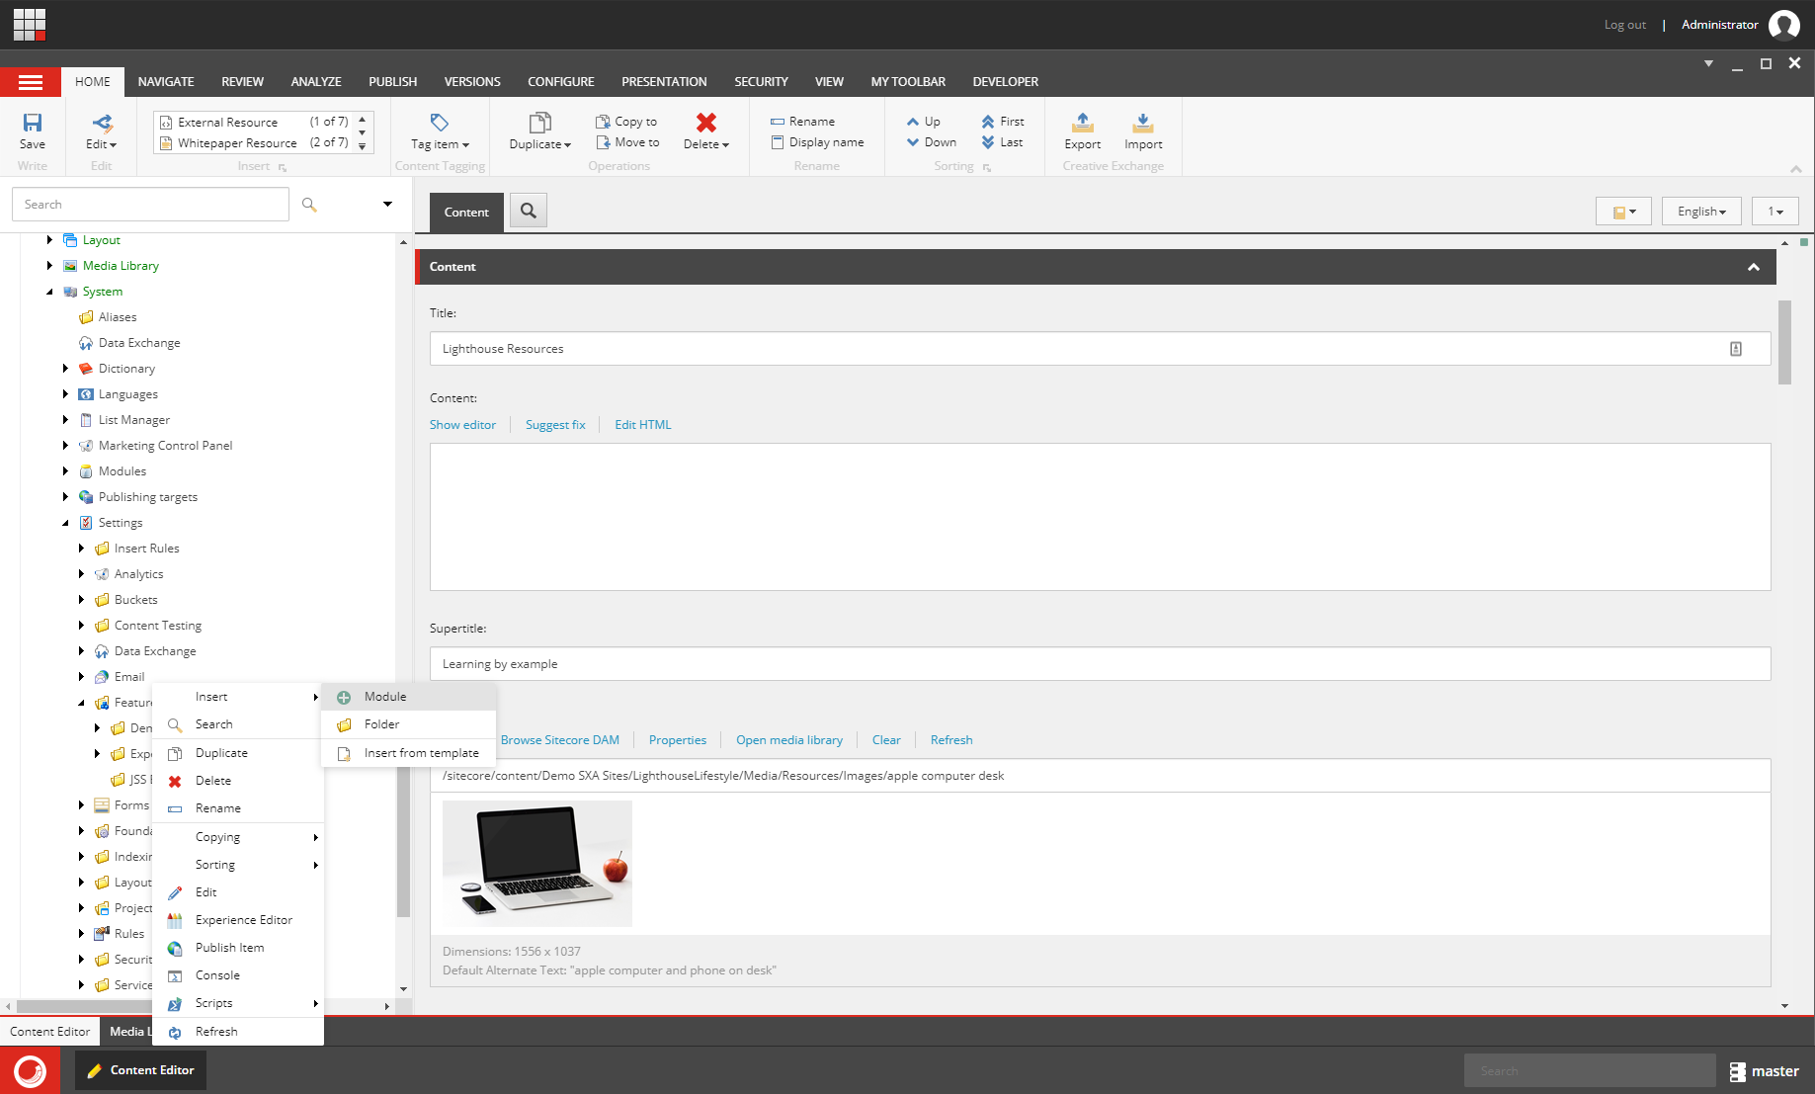 Log out | Administrator
HOME NAVIGATE REVIEW ANALYZE PUBLISH VERSIONS CONFIGURE PRESENTATION SECURITY VIEW MY TOOLBAR DEVELOPER
External Resource (1 of 7)
Whitepaper Resource (2 of 7)
Save
Edit
Tag item
Duplicate
Copy to
Move to
Delete
Rename
Display name
Up
Down
First
Last
Export
Import
Write
Edit
Insert
Content Tagging
Operations
Rename
Sorting
Creative Exchange
Search
Layout
Media Library
System
Aliases
Data Exchange
Dictionary
Languages
List Manager
Marketing Control Panel
Modules
Publishing targets
Settings
Insert Rules
Analytics
Buckets
Content Testing
Data Exchange
Email
Featur
Den
Expe
JSS E
Forms
Founda
Indexin
Layout
Project
Rules
Securit
Service
Insert
Search
Duplicate
Delete
Rename
Copying
Sorting
Edit
Experience Editor
Publish Item
Console
Scripts
Refresh
Module
Folder
Insert from template
Content
English
1
Content
Title:
Lighthouse Resources
Content:
Show editor
Suggest fix
Edit HTML
Supertitle:
Learning by example
Browse Sitecore DAM
Properties
Open media library
Clear
Refresh
/sitecore/content/Demo SXA Sites/LighthouseLifestyle/Media/Resources/Images/apple computer desk
Dimensions: 1556 x 1037
Default Alternate Text: "apple computer and phone on desk"
Content Editor
Media L
Content Editor
Search
master